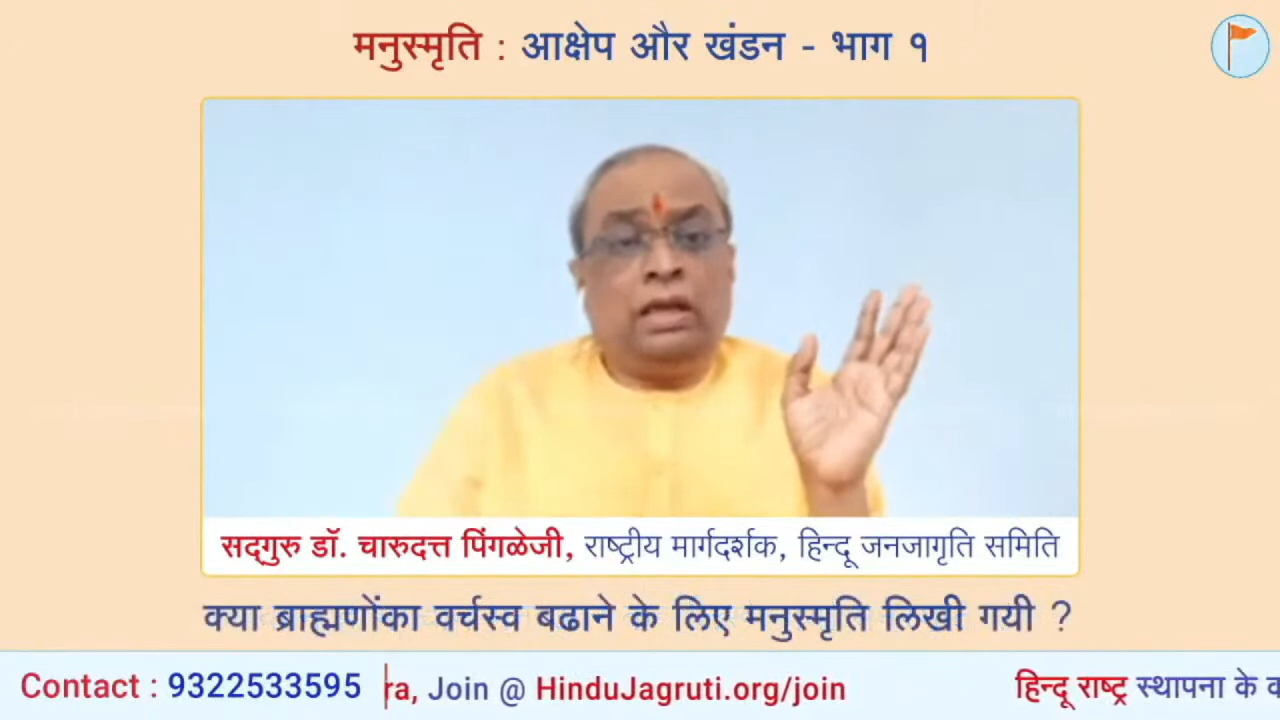 मनुस्मृति : आक्षेप और खंडन - भाग १
सद्गुरु डॉ. चारुदत्त पिंगळेजी, राष्ट्रीय मार्गदर्शक, हिन्दू जनजागृति समिति
क्या ब्राह्मणोंका वर्चस्व बढाने के लिए मनुस्मृति लिखी गयी ?
Contact : 9322533595 ra, Join @ HinduJagruti.org/join हिन्दू राष्ट्र स्थापना के